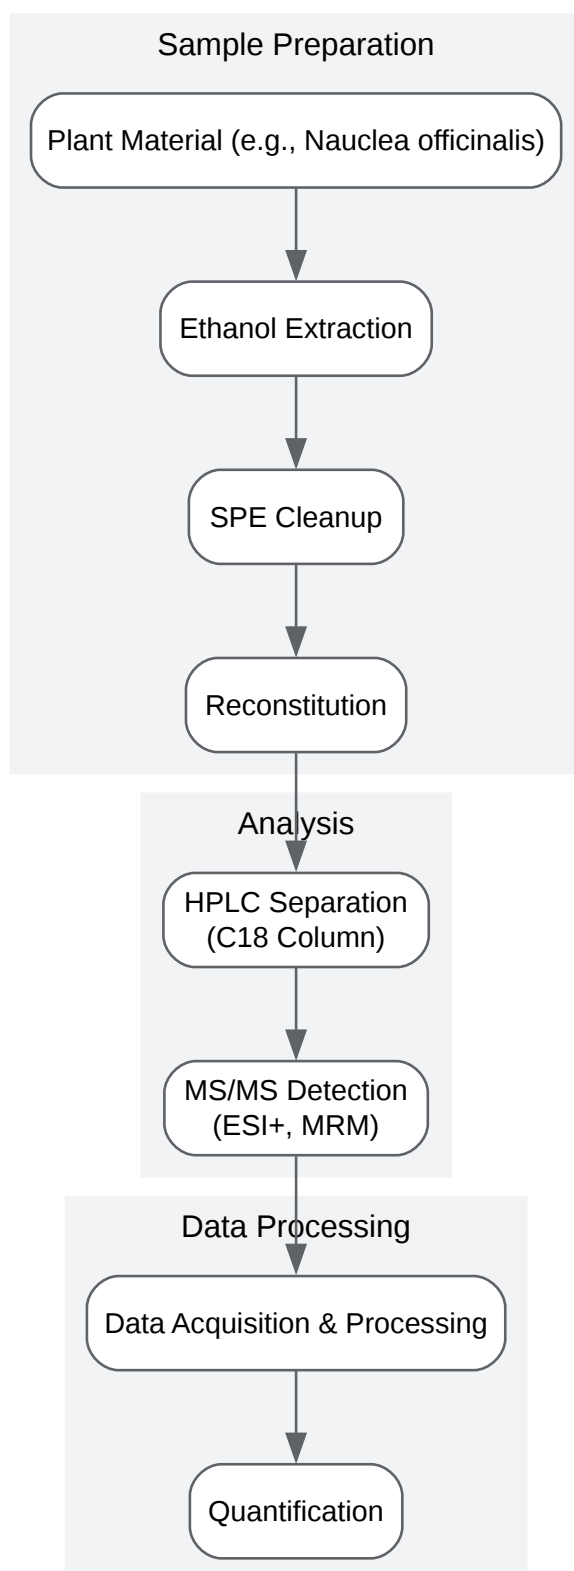 Sample Preparation
Plant Material (e.g., Nauclea officinalis)
Ethanol Extraction
SPE Cleanup
Reconstitution
Analysis
HPLC Separation
(C18 Column)
MS/MS Detection
(ESI+, MRM)
Data Processing
Data Acquisition & Processing
Quantification